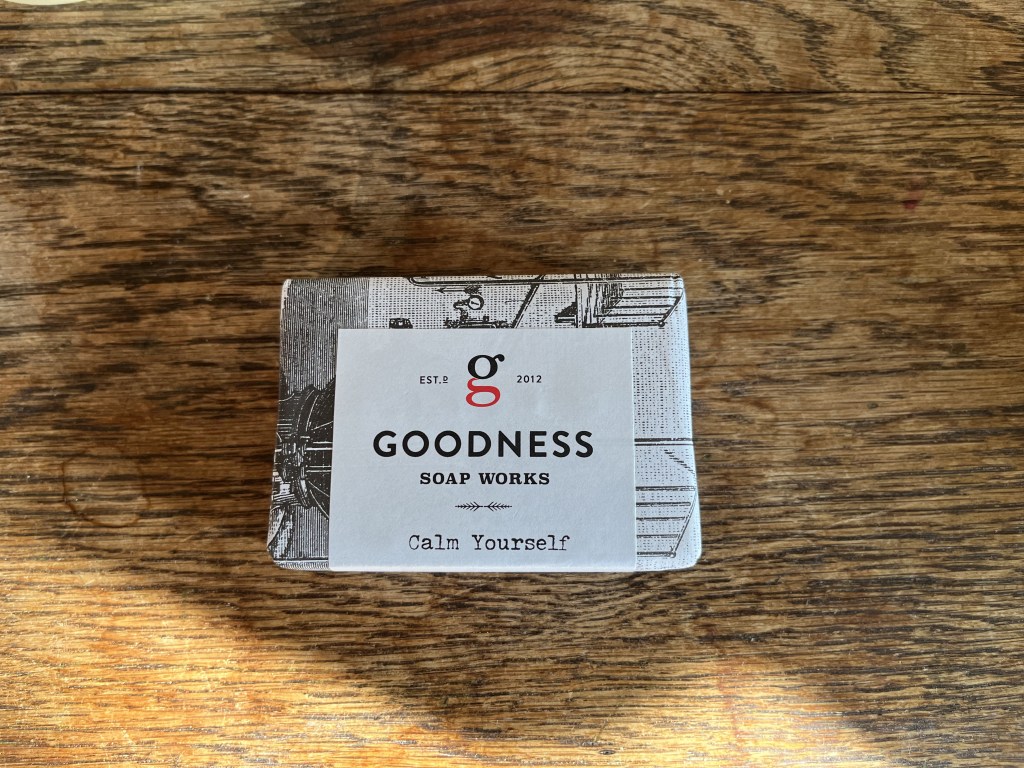 EST.D g 2012
GOODNESS
SOAP WORKS
Calm Yourself